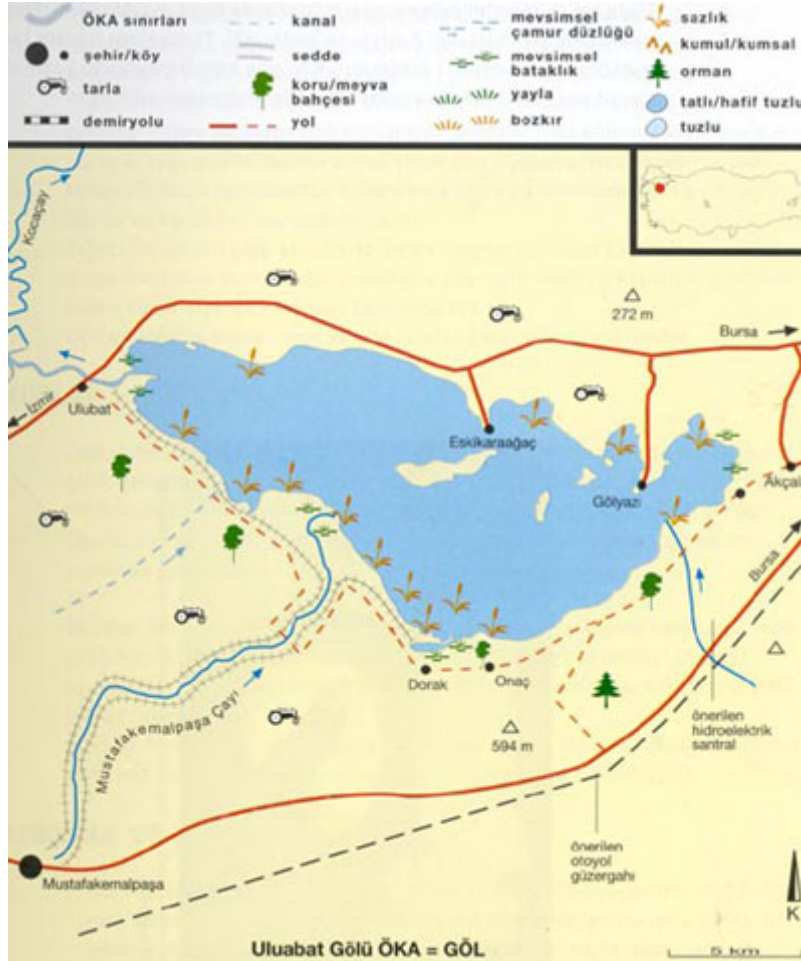 ÖKA sınırları
şehir/köy
tarla
demiryolu
kanal
sedde
koru/meyva
bahçesi
yol
mevsimsel
çamur düzlüğü
mevsimsel
bataklık
yayla
bozkır
sazlık
kumul/kumsal
orman
tatlı/hafif tuzlu
tuzlu
Kocaçay
272 m
Bursa
İzmir
Ulubat
Eskikaraağaç
Gölyazı
Akçal
Bursa
Dorak
Onaç
önerilen
hidroelektrik
santral
Mustafakemalpaşa Çayı
594 m
önerilen
otoyol
güzergahı
Mustafakemalpaşa
K
Uluabat Gölü ÖKA = GÖL
5 km